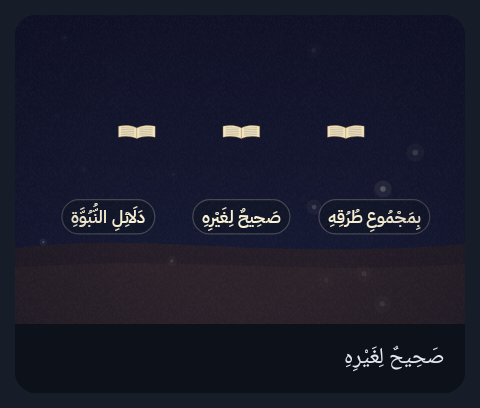 بِمَجْمُوعِ طُرُقِهِ
صَحِيحٌ لِغَيْرِهِ
دَلَائِلِ النُّبُوَّةِ
صَحِيحٌ لِغَيْرِهِ